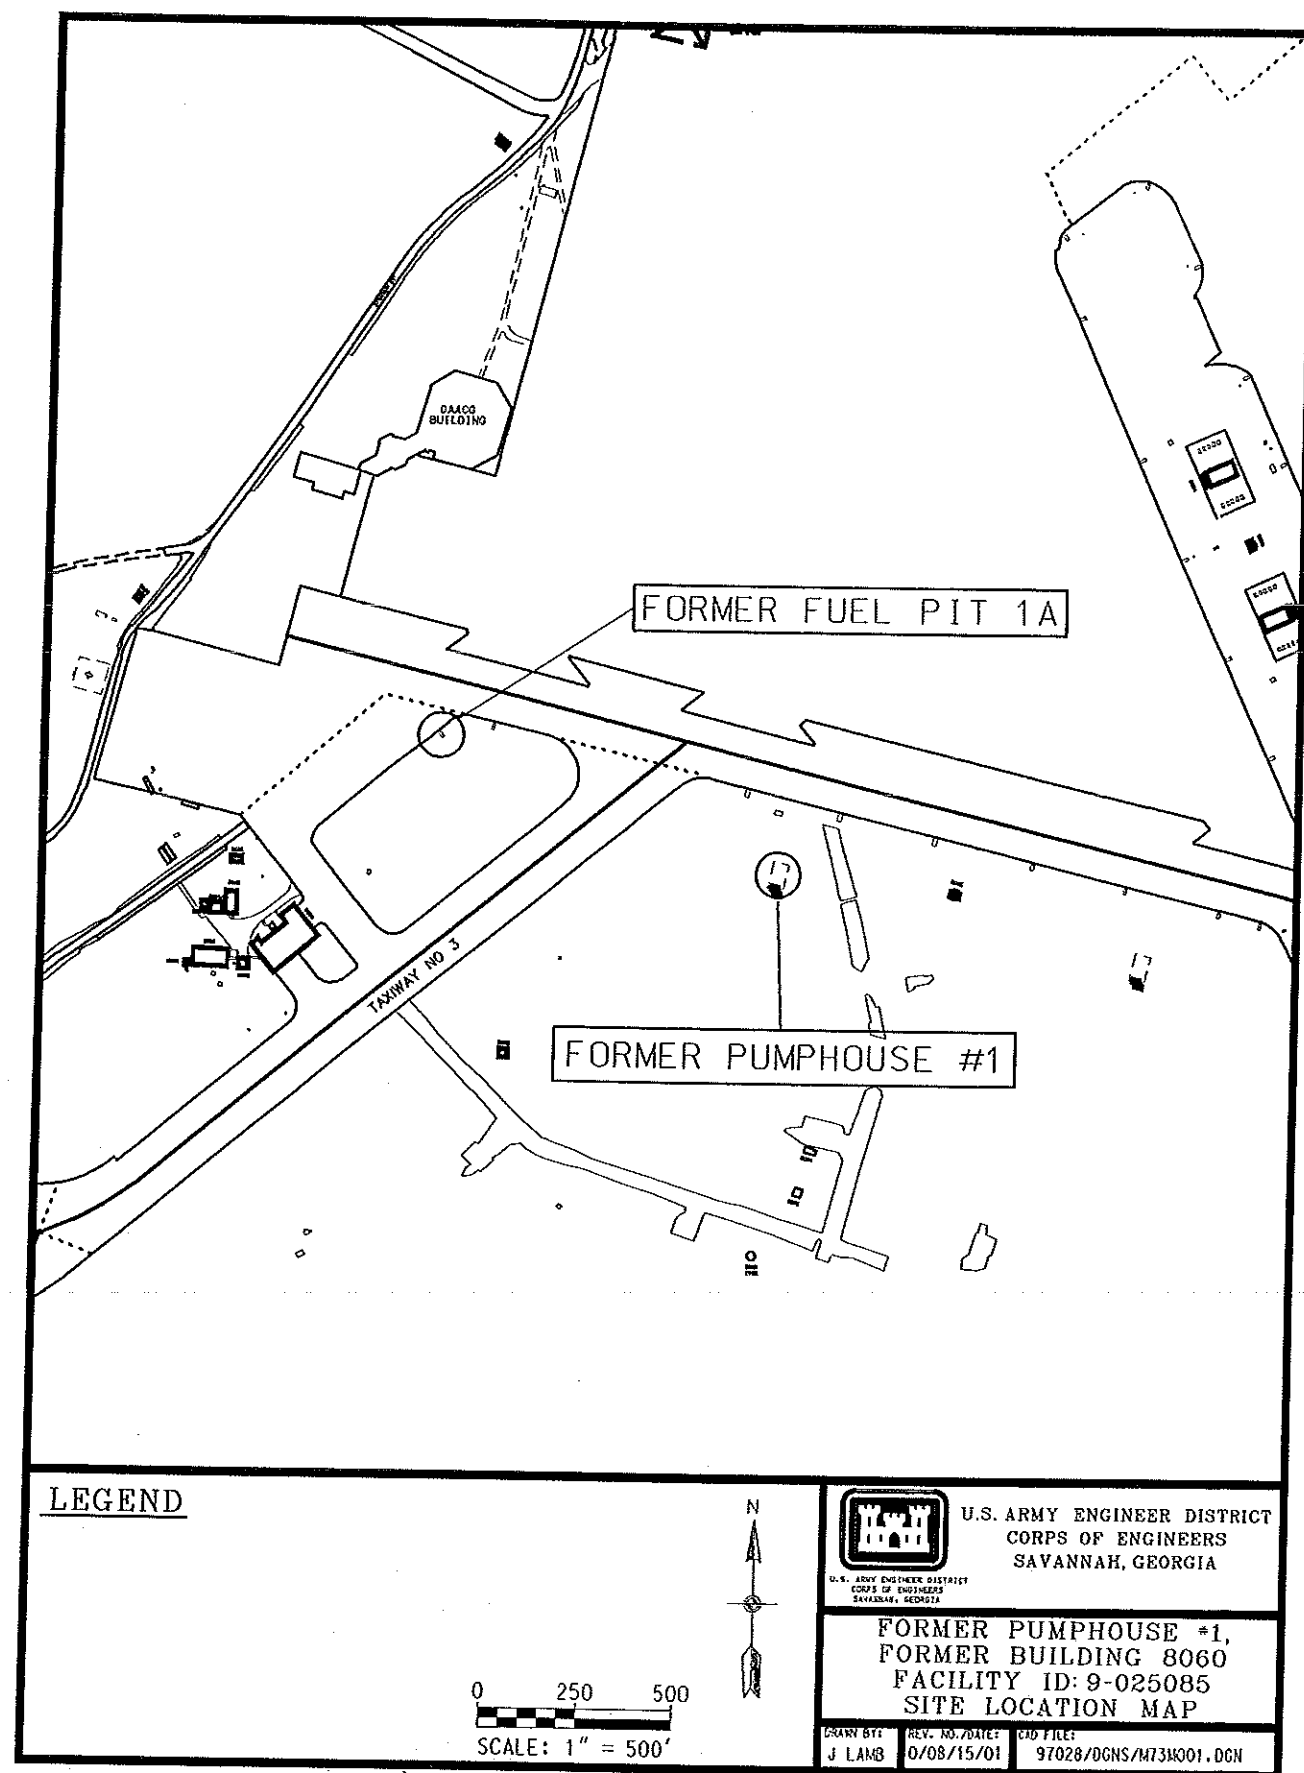 DAACG
BUILDING
FORMER FUEL PIT 1A
TAXIWAY NO 3
FORMER PUMPHOUSE #1
LEGEND
N
0 250 500
SCALE: 1" = 500'
U.S. ARMY ENGINEER DISTRICT
CORPS OF ENGINEERS
SAVANNAH, GEORGIA
U.S. ARMY ENGINEER DISTRICT
CORPS OF ENGINEERS
SAVANNAH, GEORGIA
FORMER PUMPHOUSE #1,
FORMER BUILDING 8060
FACILITY ID: 9-025085
SITE LOCATION MAP
DRAWN BY:
J LAMB
REV. NO./DATE:
0/08/15/01
CAD FILE:
97028/DGNS/M73MOO1.DGN